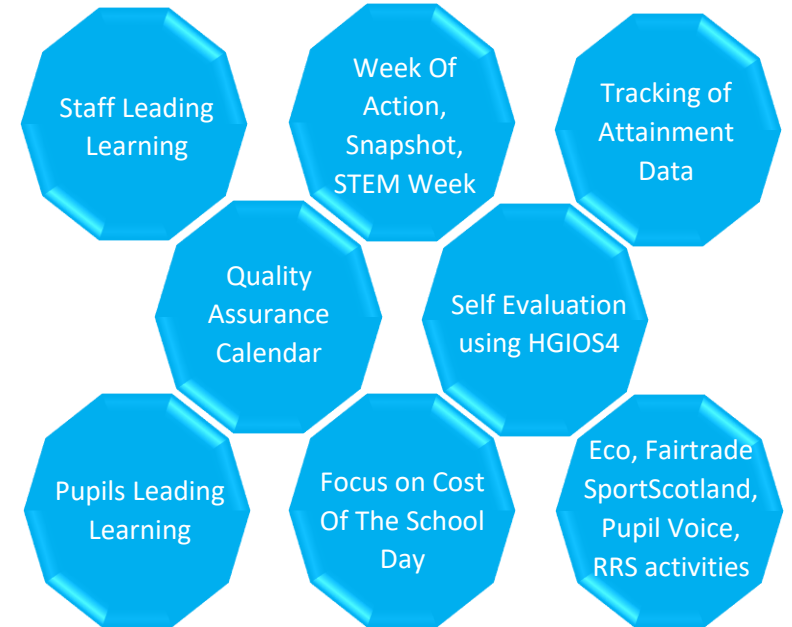 Staff Leading
Learning
Week Of
Action,
Snapshot,
STEM Week
Tracking of
Attainment
Data
Quality
Assurance
Calendar
Self Evaluation
using HGIOS4
Pupils Leading
Learning
Focus on Cost
Of The School
Day
Eco, Fairtrade
SportScotland,
Pupil Voice,
RRS activities